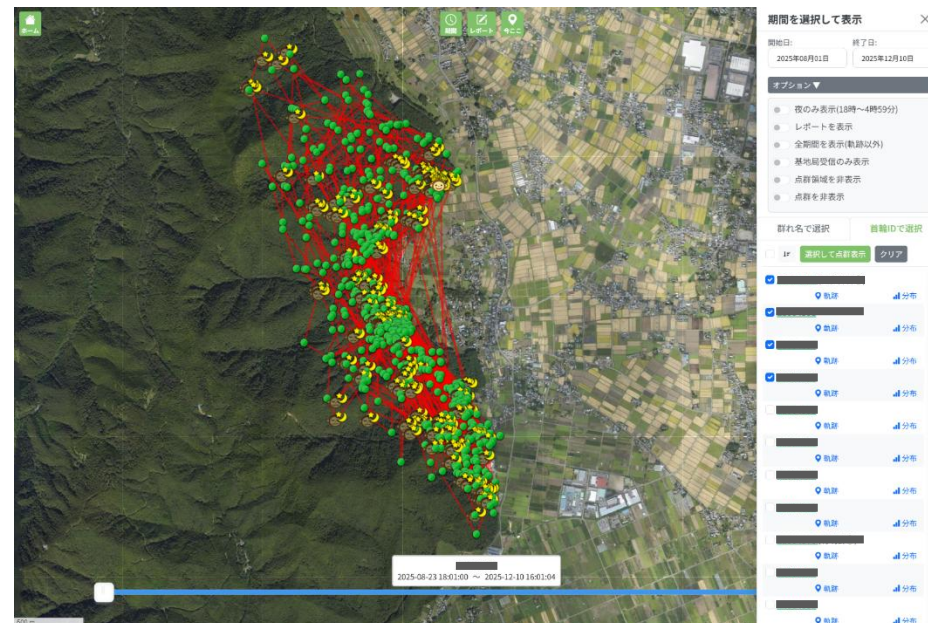 ホーム
期間
レポート
今ココ
期間を選択して表示
開始日:
終了日:
2025年08月01日
2025年12月10日
オプション▼
夜のみ表示(18時～4時59分)
レポートを表示
全期間を表示(軌跡以外)
基地局受信のみ表示
点群領域を非表示
点群を非表示
群れ名で選択
首輪IDで選択
選択して点群表示
クリア
軌跡
分布
軌跡
分布
軌跡
分布
軌跡
分布
軌跡
分布
軌跡
分布
軌跡
分布
軌跡
分布
軌跡
分布
軌跡
分布
軌跡
分布
2025-08-23 18:01:00 ～ 2025-12-10 16:01:04
500 m